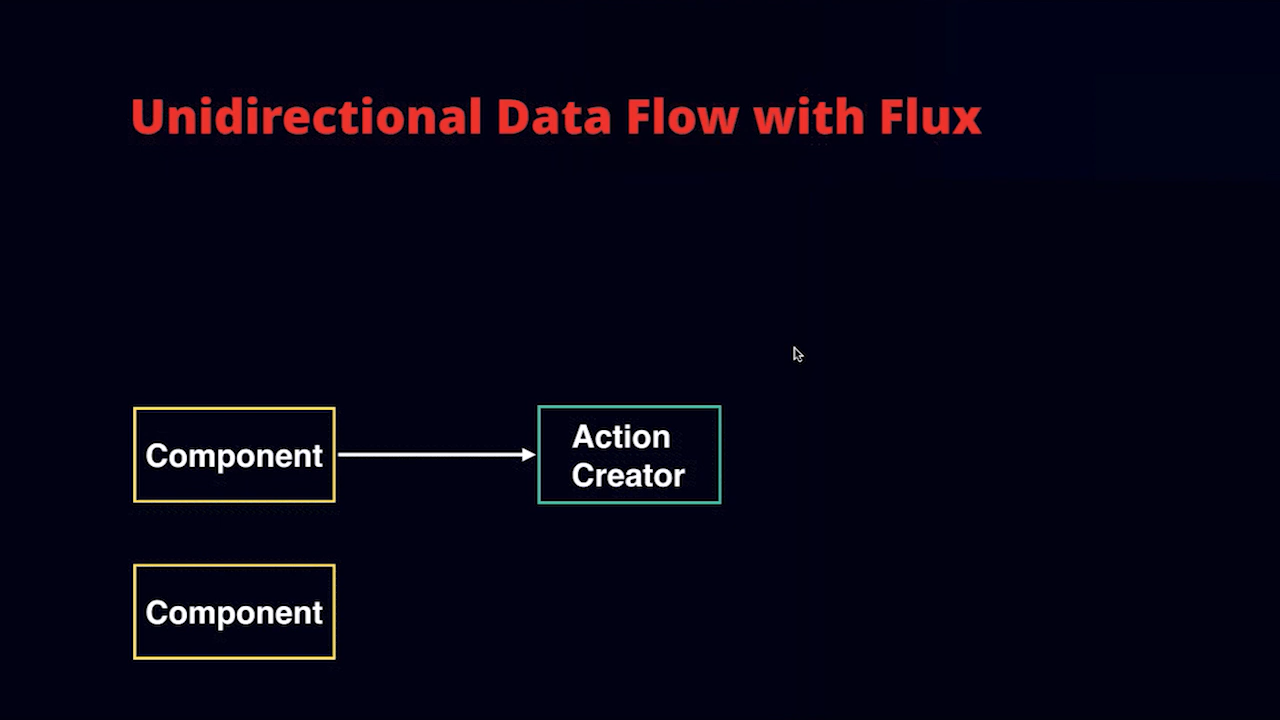 Unidirectional Data Flow with Flux
Component
Action
Creator
Component